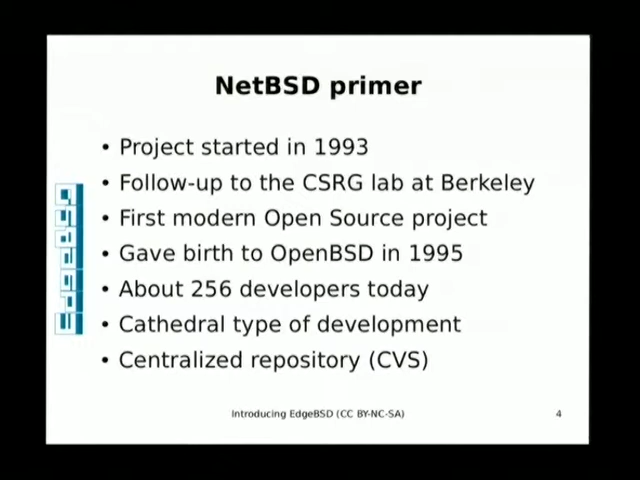 NetBSD primer
• Project started in 1993
• Follow-up to the CSRG lab at Berkeley
• First modern Open Source project
• Gave birth to OpenBSD in 1995
• About 256 developers today
• Cathedral type of development
• Centralized repository (CVS)
Introducing EdgeBSD (CC BY-NC-SA)
4